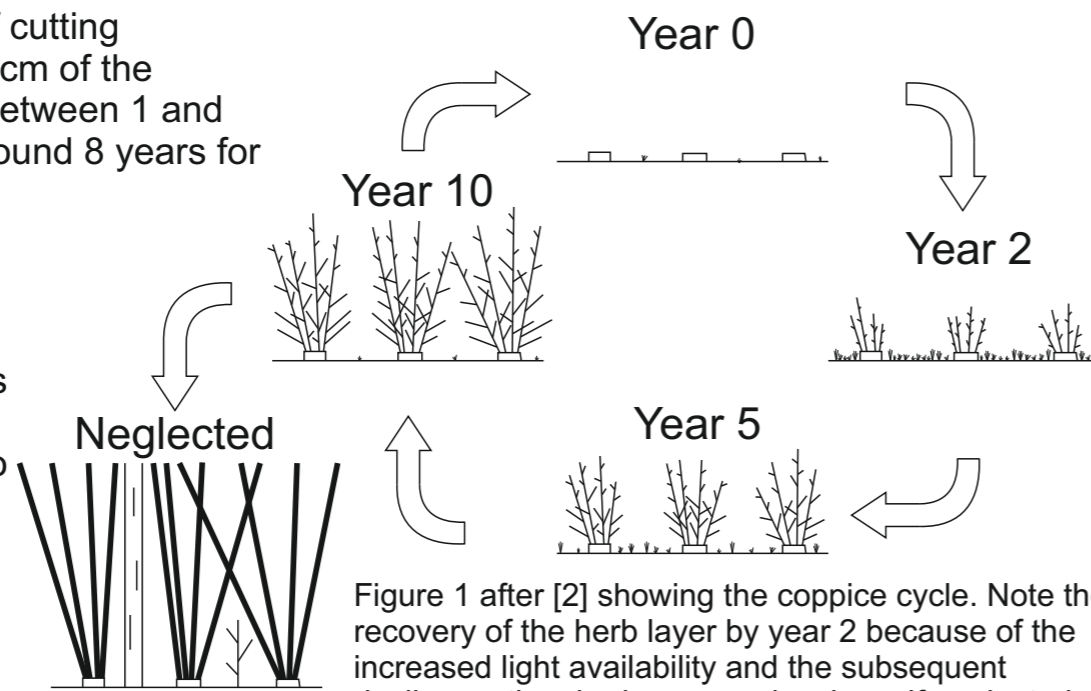 cutting
cm of the
etween 1 and
ound 8 years for
Year 0
Year 10
Year 2
s
Neglected
Year 5
Figure 1 after [2] showing the coppice cycle. Note th
recovery of the herb layer by year 2 because of the
increased light availability and the subsequent